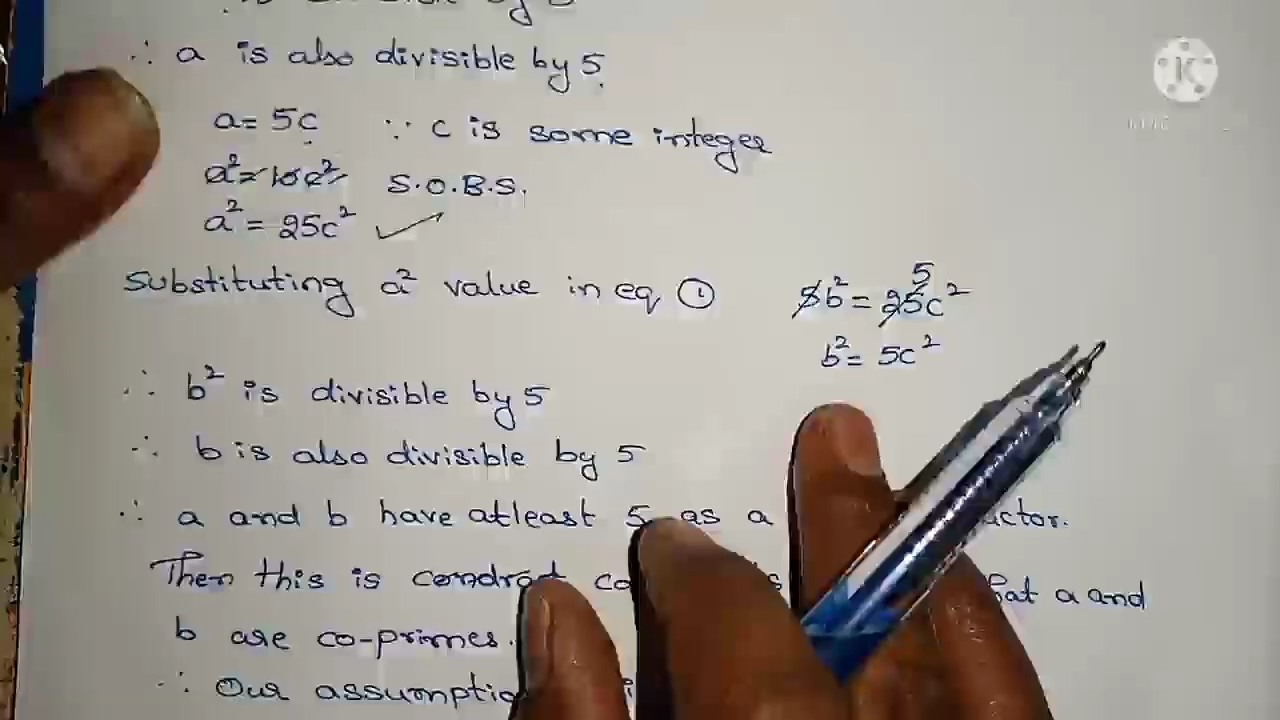 ∴ a is also divisible by 5.
a = 5c ∵ c is some integer
a² = 10c² S.O.B.S.
a² = 25c² ✓
Substituting a² value in eq ①
5b² = 25c² 5
b² = 5c²
∴ b² is divisible by 5
∴ b is also divisible by 5
∴ a and b have atleast 5 as a
Then this is a and
b are co-primes.
∴ Our
K